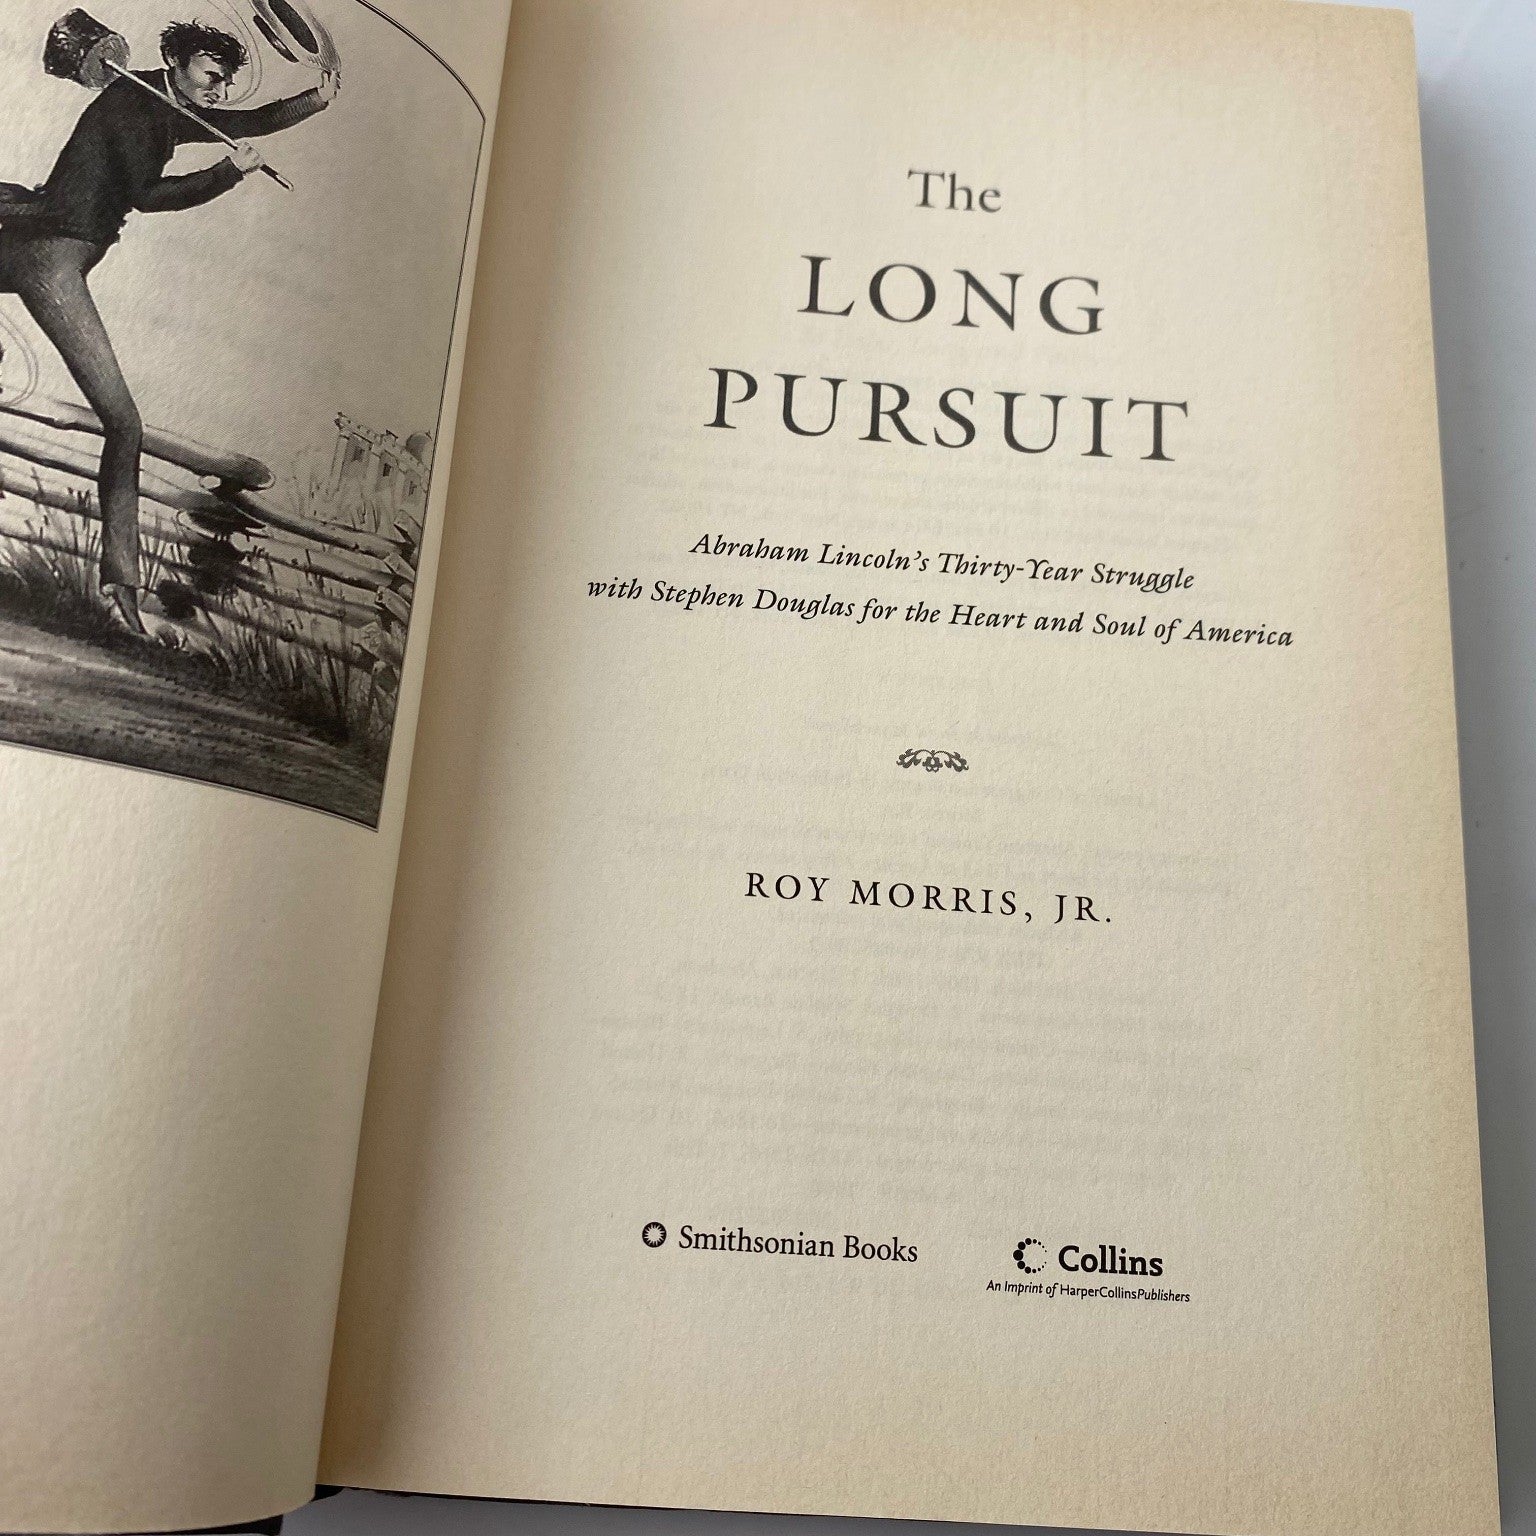 The
LONG
PURSUIT
Abraham Lincoln's Thirty-Year Struggle
with Stephen Douglas for the Heart and Soul of America
ROY MORRIS, JR.
Smithsonian Books
Collins
An Imprint of HarperCollinsPublishers